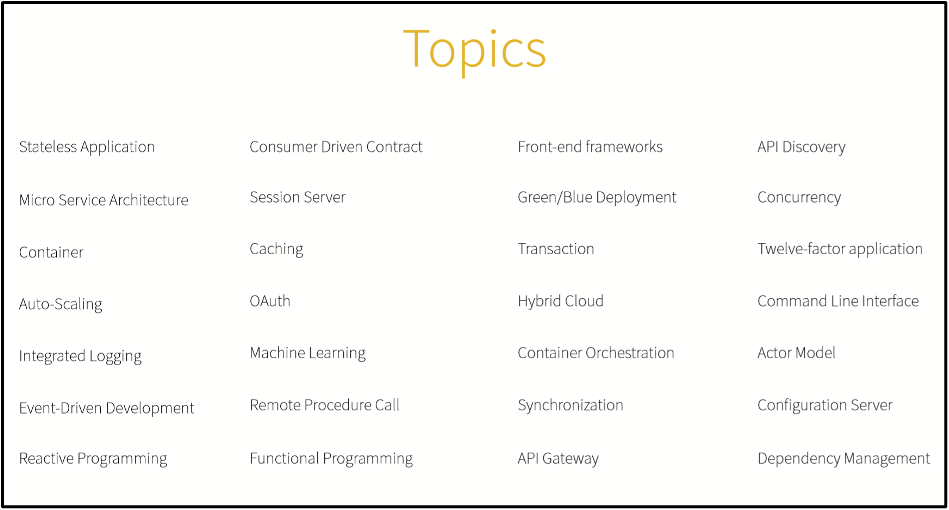 Topics
Stateless Application
Micro Service Architecture
Container
Auto-Scaling
Integrated Logging
Event-Driven Development
Reactive Programming
Consumer Driven Contract
Session Server
Caching
OAuth
Machine Learning
Remote Procedure Call
Functional Programming
Front-end frameworks
Green/Blue Deployment
Transaction
Hybrid Cloud
Container Orchestration
Synchronization
API Gateway
API Discovery
Concurrency
Twelve-factor application
Command Line Interface
Actor Model
Configuration Server
Dependency Management